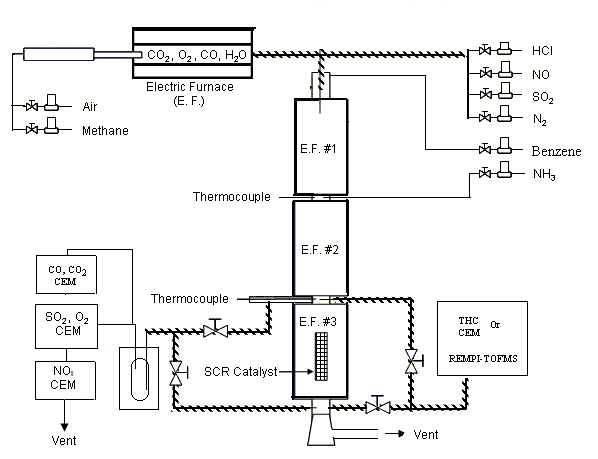 CO2, O2, CO, H2O
Electric Furnace
(E. F.)
Air
Methane
HCl
NO
SO2
N2
Benzene
NH3
E.F. #1
Thermocouple
E.F. #2
Thermocouple
E.F. #3
SCR Catalyst
CO, CO2
CEM
SO2, O2
CEM
NOx
CEM
Vent
THC
CEM Or
REMPI-TOFMS
Vent